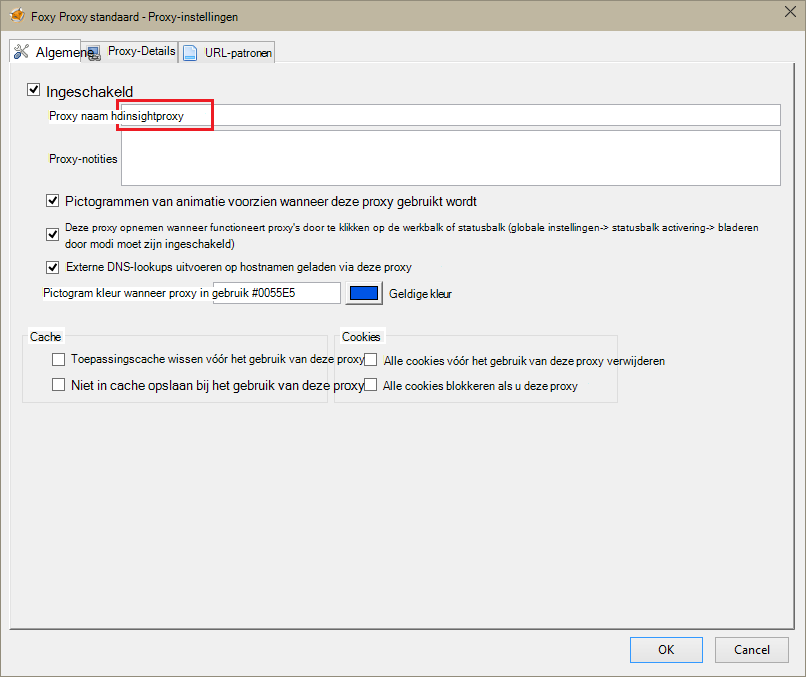 Foxy Proxy standaard - Proxy-instellingen
Algemene Proxy-Details URL-patronen
Ingeschakeld
Proxy naam hdinsightproxy
Proxy-notities
Pictogrammen van animatie voorzien wanneer deze proxy gebruikt wordt
Deze proxy opnemen wanneer functioneert proxy's door te klikken op de werkbalk of statusbalk (globale instellingen-> statusbalk activering-> bladeren
door modi moet zijn ingeschakeld)
Externe DNS-lookups uitvoeren op hostnamen geladen via deze proxy
Pictogram kleur wanneer proxy in gebruik #0055E5 Geldige kleur
Cache
Toepassingscache wissen vóór het gebruik van deze proxy
Niet in cache opslaan bij het gebruik van deze proxy
Cookies
Alle cookies vóór het gebruik van deze proxy verwijderen
Alle cookies blokkeren als u deze proxy
OK Cancel